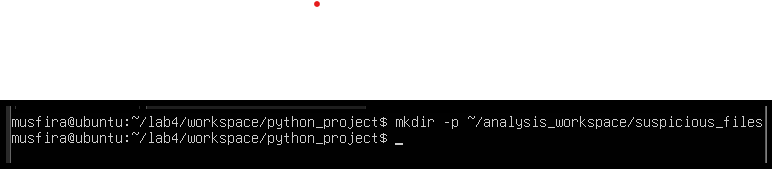 musfira@ubuntu:~/lab4/workspace/python_project$ mkdir -p ~/analysis_workspace/suspicious_files
musfira@ubuntu:~/lab4/workspace/python_project$ _